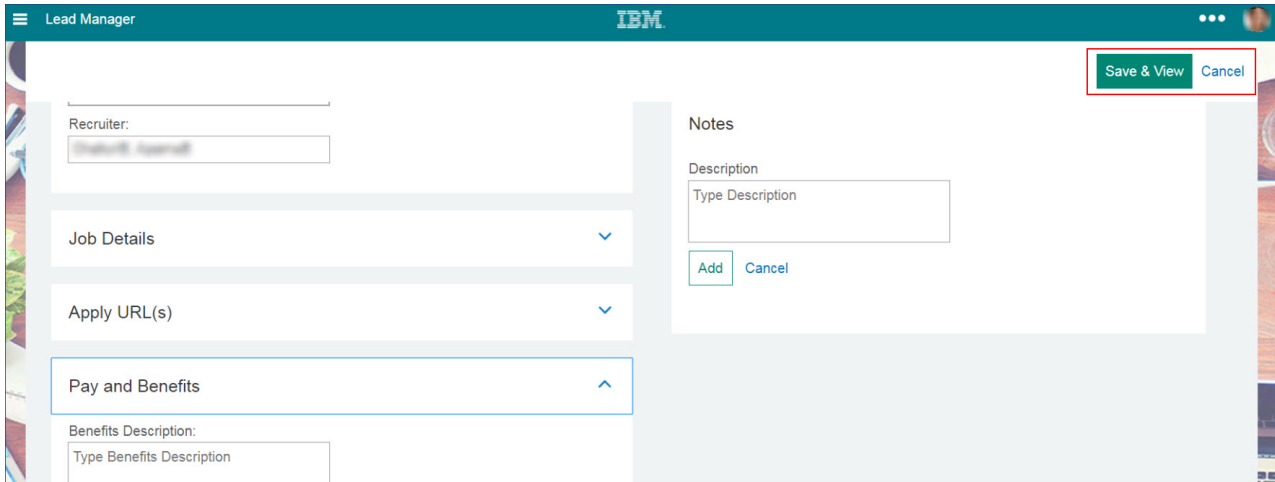 Lead Manager
IBM
Save & View Cancel
Recruiter:
Job Details
Apply URL(s)
Pay and Benefits
Benefits Description:
Type Benefits Description
Notes
Description
Type Description
Add Cancel